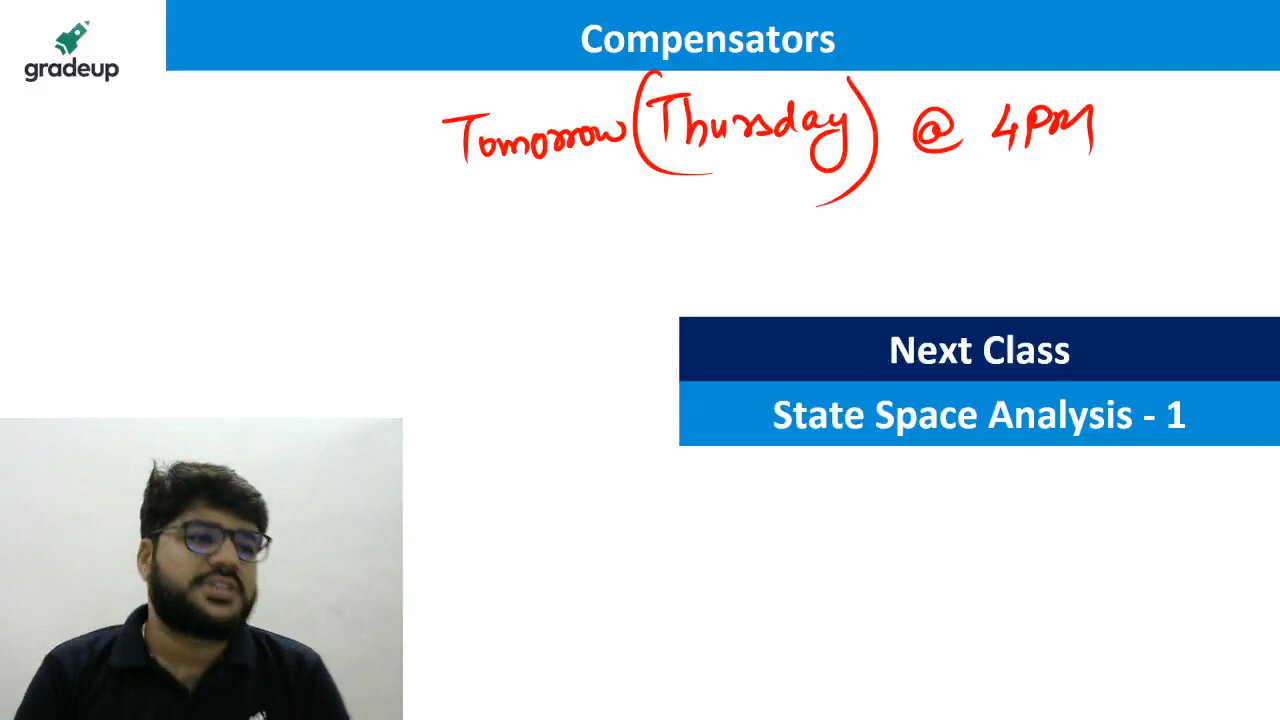 gradeup
Compensators
Tomorrow (Thursday) @ 4PM
Next Class
State Space Analysis - 1